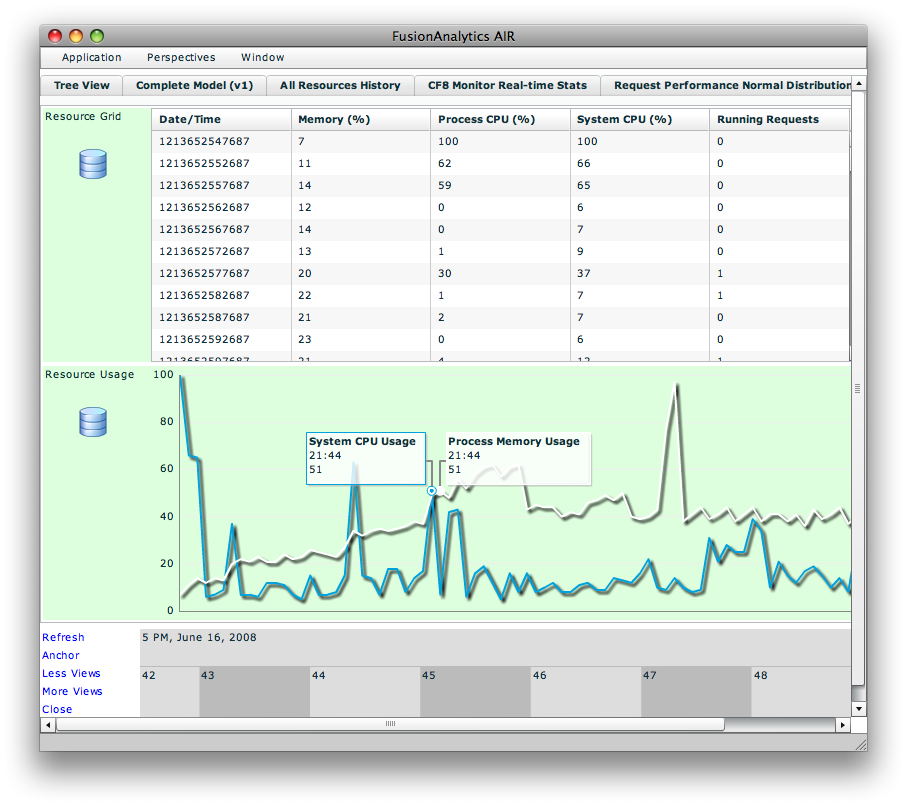 FusionAnalytics AIR
Application Perspectives Window
Tree View Complete Model (v1) All Resources History CF8 Monitor Real-time Stats Request Performance Normal Distribution
Resource Grid
Date/Time Memory (%) Process CPU (%) System CPU (%) Running Requests
1213652547687 7 100 100 0
1213652552687 11 62 66 0
1213652557687 14 59 65 0
1213652562687 12 0 6 0
1213652567687 14 0 7 0
1213652572687 13 1 9 0
1213652577687 20 30 37 1
1213652582687 22 1 7 1
1213652587687 21 2 7 0
1213652592687 23 0 6 0
1213652597687 21 4 12 1
Resource Usage
100
80
60
40
20
0
System CPU Usage
21:44
51
Process Memory Usage
21:44
51
Refresh
Anchor
Less Views
More Views
Close
5 PM, June 16, 2008
42 43 44 45 46 47 48